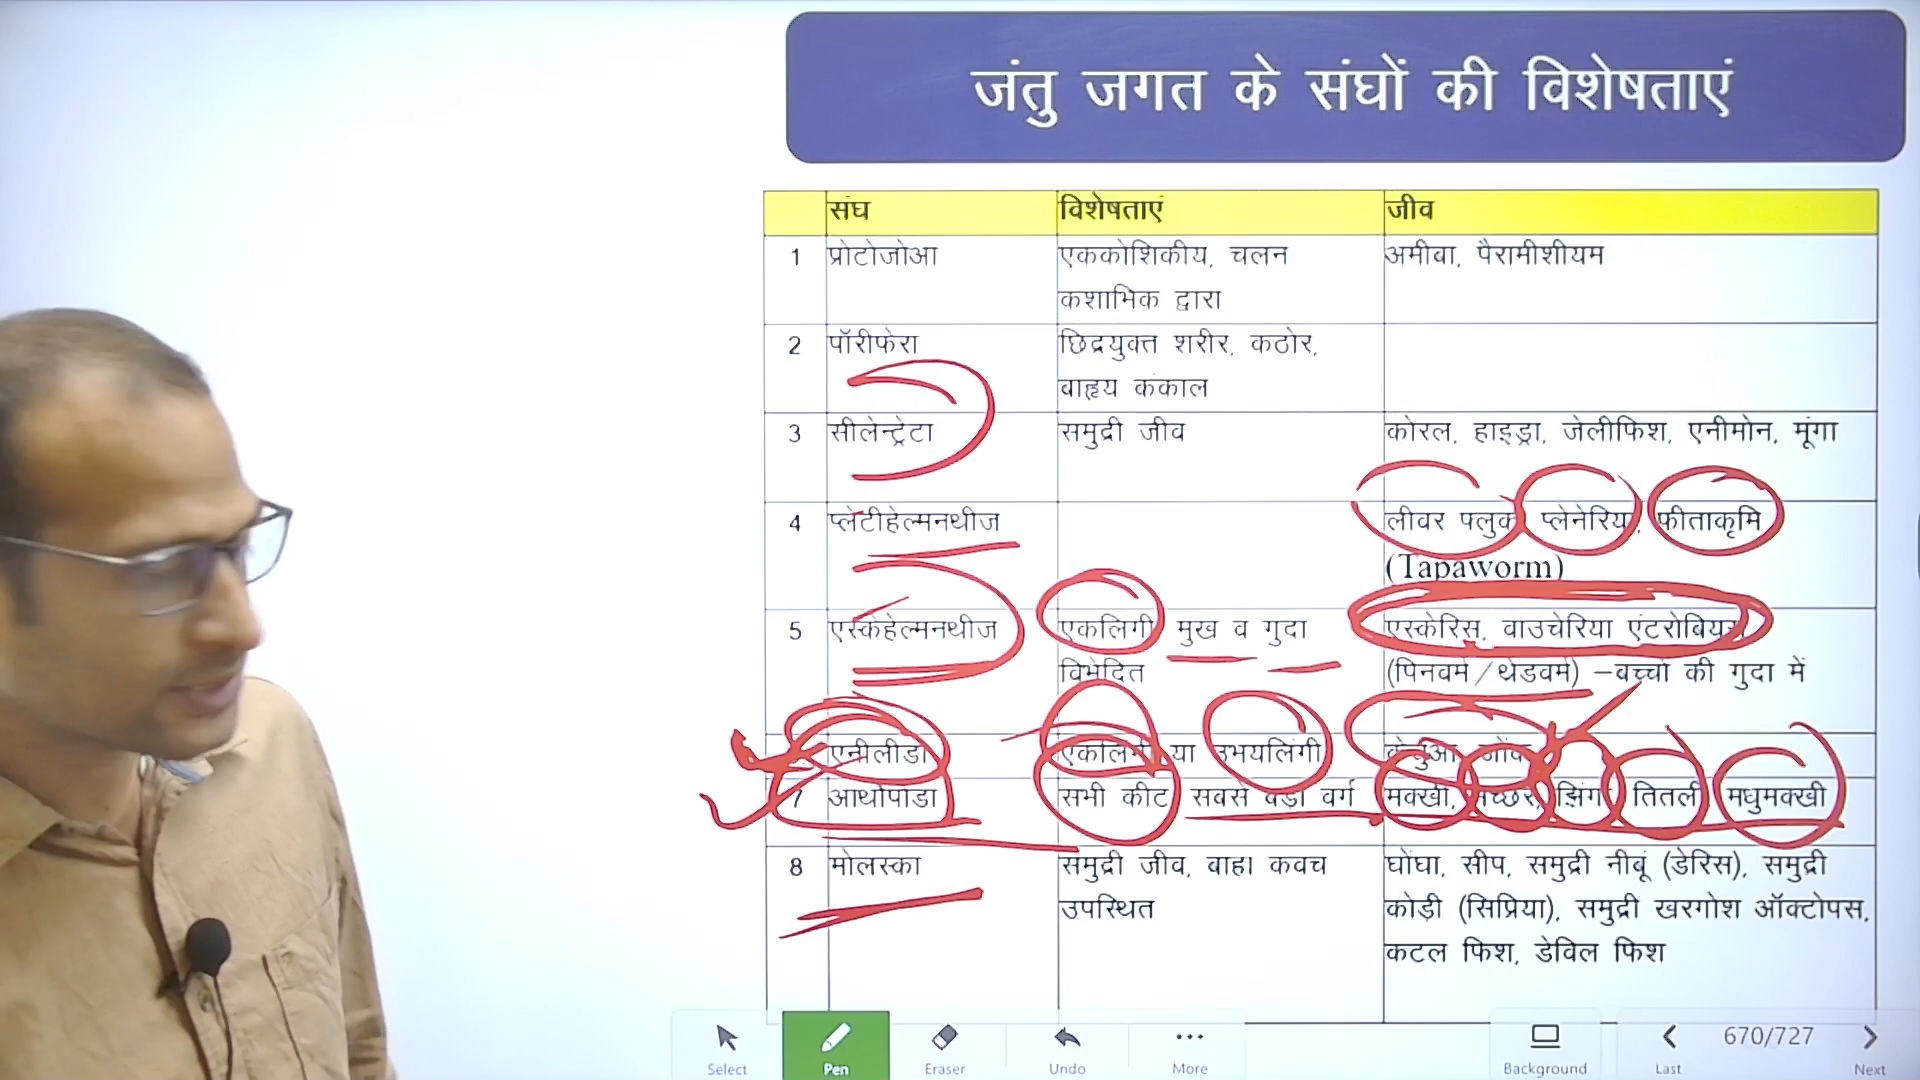 जंतु जगत के संघों की विशेषताएं
संघ विशेषताएं जीव
1 प्रोटोजोआ एककोशिकीय, चलन अमीबा, पैरामीशीयम
कशाभिक द्वारा
2 पॉरीफेरा छिद्रयुक्त शरीर, कठोर,
वाह्य कंकाल
3 सीलेन्ट्रेटा समुद्री जीव कोरल, हाइड्रा, जेलीफिश, एनीमोन, मूंगा
4 प्लेटीहेल्मनथीज लीवर फ्लुक प्लेनेरिय फीताकृमि
(Tapaworm)
5 एस्केहेल्मनथीज एकलिंगी मुख व गुदा एस्केरिस, वाउचेरिया एंटरोबियस
विभेदित (पिनवर्म/थ्रेडवर्म) –बच्चों की गुदा में
एनीलीडा एकलिंगी या उभयलिंगी केंचुआ जोंक
7 आर्थोपोडा सभी कीट सबसे बड़ा वर्ग मक्खी, मच्छर, झिंगा तितली मधुमक्खी
8 मोलस्का समुद्री जीव, बाहा कवच घोंघा, सीप, समुद्री नीबू (डेरिस), समुद्री
उपस्थित कोड़ी (सिप्रिया), समुद्री खरगोश ऑक्टोपस,
कटल फिश, डेविल फिश
Select Pen Eraser Undo More Background Last 670/727 Next